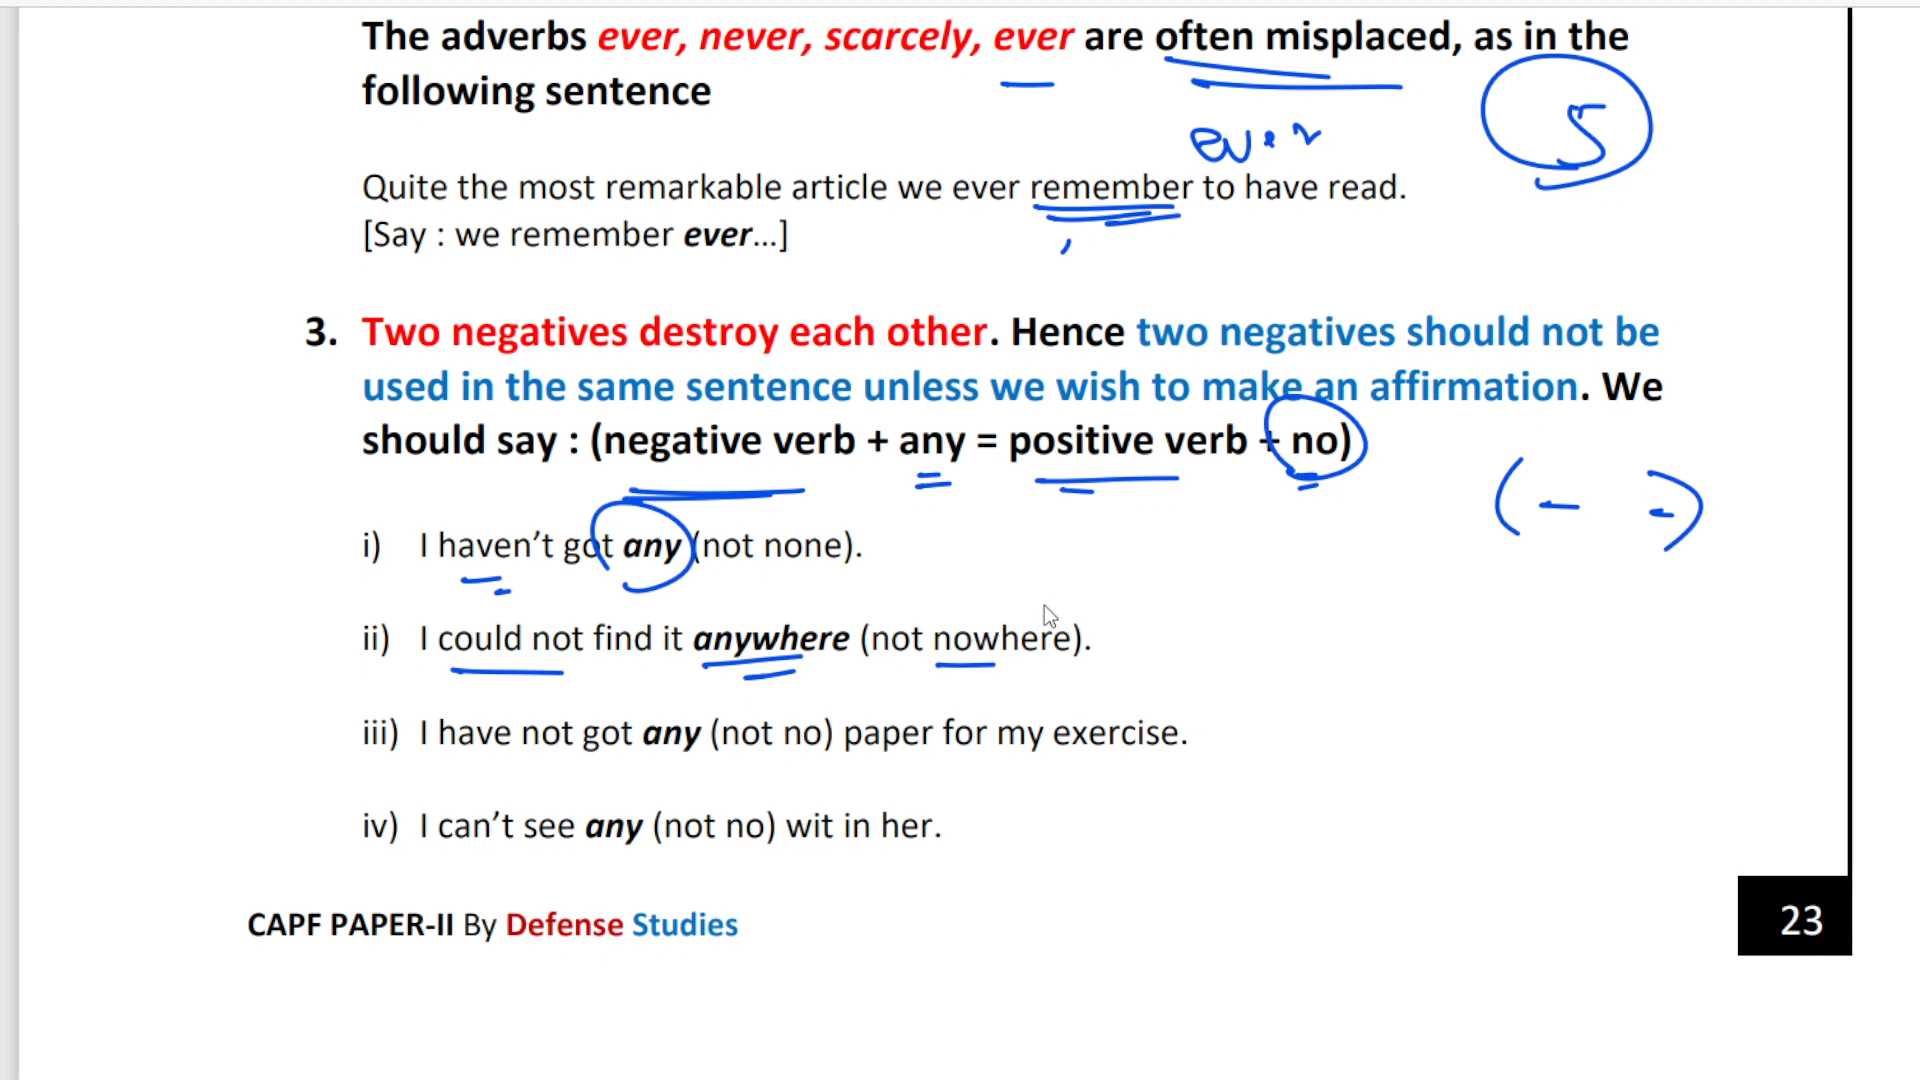 The adverbs ever, never, scarcely, ever are often misplaced, as in the
following sentence
5
ever
Quite the most remarkable article we ever remember to have read.
[Say : we remember ever...]
3. Two negatives destroy each other. Hence two negatives should not be
used in the same sentence unless we wish to make an affirmation. We
should say : (negative verb + any = positive verb + no)
(- -)
i) I haven't got any (not none).
ii) I could not find it anywhere (not nowhere).
iii) I have not got any (not no) paper for my exercise.
iv) I can't see any (not no) wit in her.
CAPF PAPER-II By Defense Studies
23